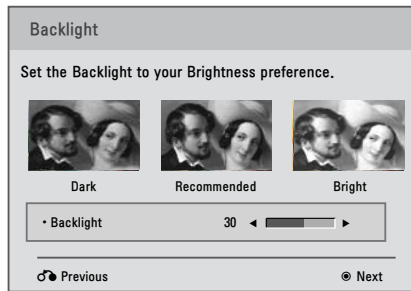 Backlight
Set the Backlight to your Brightness preference.
Dark Recommended Bright
• Backlight 30 ◄ ►
Previous Next